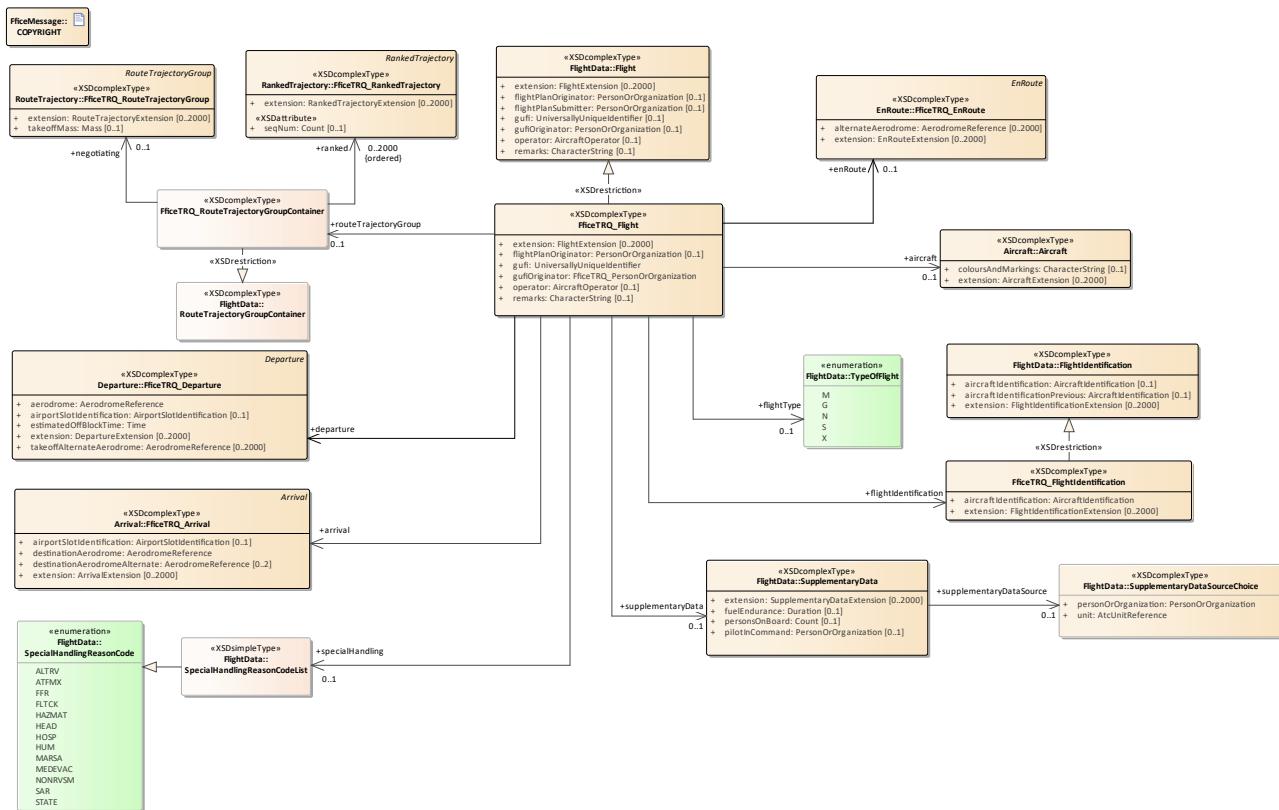 FficeMessage::
COPYRIGHT
RouteTrajectoryGroup
«XSDcomplexType»
RouteTrajectory::FficeTRQ_RouteTrajectoryGroup
+ extension: RouteTrajectoryExtension [0..2000]
+ takeoffMass: Mass [0..1]
RankedTrajectory
«XSDcomplexType»
RankedTrajectory::FficeTRQ_RankedTrajectory
+ extension: RankedTrajectoryExtension [0..2000]
«XSDattribute»
+ seqNum: Count [0..1]
«XSDcomplexType»
FlightData::Flight
+ extension: FlightExtension [0..2000]
+ flightPlanOriginator: PersonOrOrganization [0..1]
+ flightPlanSubmitter: PersonOrOrganization [0..1]
+ gufi: UniversallyUniqueIdentifier [0..1]
+ gufiOriginator: PersonOrOrganization [0..1]
+ operator: AircraftOperator [0..1]
+ remarks: CharacterString [0..1]
EnRoute
«XSDcomplexType»
EnRoute::FficeTRQ_EnRoute
+ alternateAerodrome: AerodromeReference [0..2000]
+ extension: EnRouteExtension [0..2000]
+negotiating
0..1
+ranked
0..2000
{ordered}
«XSDrestriction»
+enRoute
0..1
«XSDcomplexType»
FficeTRQ_RouteTrajectoryGroupContainer
+routeTrajectoryGroup
0..1
«XSDcomplexType»
FficeTRQ_Flight
+ extension: FlightExtension [0..2000]
+ flightPlanOriginator: PersonOrOrganization [0..1]
+ gufi: UniversallyUniqueIdentifier
+ gufiOriginator: FficeTRQ_PersonOrOrganization
+ operator: AircraftOperator [0..1]
+ remarks: CharacterString [0..1]
+aircraft
0..1
«XSDcomplexType»
Aircraft::Aircraft
+ coloursAndMarkings: CharacterString [0..1]
+ extension: AircraftExtension [0..2000]
«XSDrestriction»
«XSDcomplexType»
FlightData::
RouteTrajectoryGroupContainer
Departure
«XSDcomplexType»
Departure::FficeTRQ_Departure
+ aerodrome: AerodromeReference
+ airportSlotIdentification: AirportSlotIdentification [0..1]
+ estimatedOffBlockTime: Time
+ extension: DepartureExtension [0..2000]
+ takeoffAlternateAerodrome: AerodromeReference [0..2000]
+departure
+flightType
0..1
«enumeration»
FlightData::TypeOfFlight
M
G
N
S
X
«XSDcomplexType»
FlightData::FlightIdentification
+ aircraftIdentification: AircraftIdentification [0..1]
+ aircraftIdentificationPrevious: AircraftIdentification [0..1]
+ extension: FlightIdentificationExtension [0..2000]
«XSDrestriction»
+flightIdentification
«XSDcomplexType»
FficeTRQ_FlightIdentification
+ aircraftIdentification: AircraftIdentification
+ extension: FlightIdentificationExtension [0..2000]
Arrival
«XSDcomplexType»
Arrival::FficeTRQ_Arrival
+ airportSlotIdentification: AirportSlotIdentification [0..1]
+ destinationAerodrome: AerodromeReference
+ destinationAerodromeAlternate: AerodromeReference [0..2]
+ extension: ArrivalExtension [0..2000]
+arrival
+supplementaryData
0..1
«XSDcomplexType»
FlightData::SupplementaryData
+ extension: SupplementaryDataExtension [0..2000]
+ fuelEndurance: Duration [0..1]
+ personsOnBoard: Count [0..1]
+ pilotInCommand: PersonOrOrganization [0..1]
+supplementaryDataSource
0..1
«XSDcomplexType»
FlightData::SupplementaryDataSourceChoice
+ personOrOrganization: PersonOrOrganization
+ unit: AtcUnitReference
«enumeration»
FlightData::
SpecialHandlingReasonCode
ALTRV
ATFMX
FFR
FLTCK
HAZMAT
HEAD
HOSP
HUM
MARSA
MEDEVAC
NONRVSM
SAR
STATE
«XSDsimpleType»
FlightData::
SpecialHandlingReasonCodeList
+specialHandling
0..1